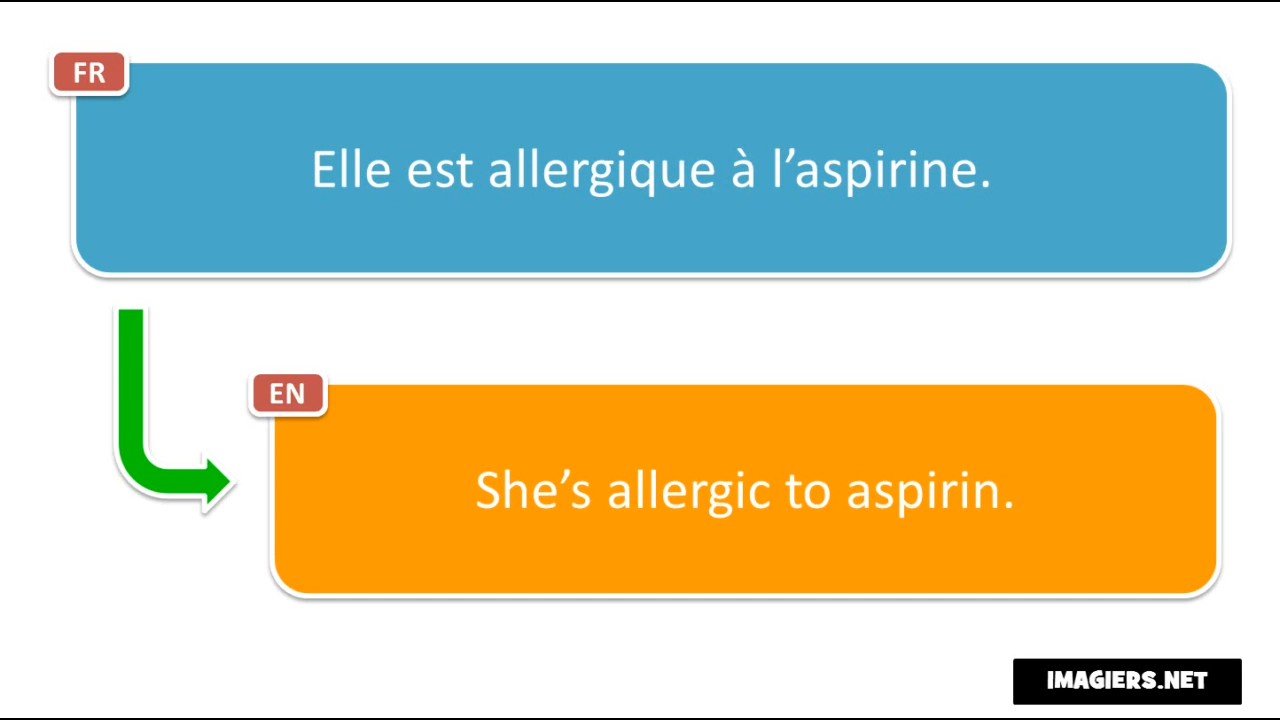 FR
Elle est allergique à l’aspirine.
EN
She’s allergic to aspirin.
IMAGIERS.NET